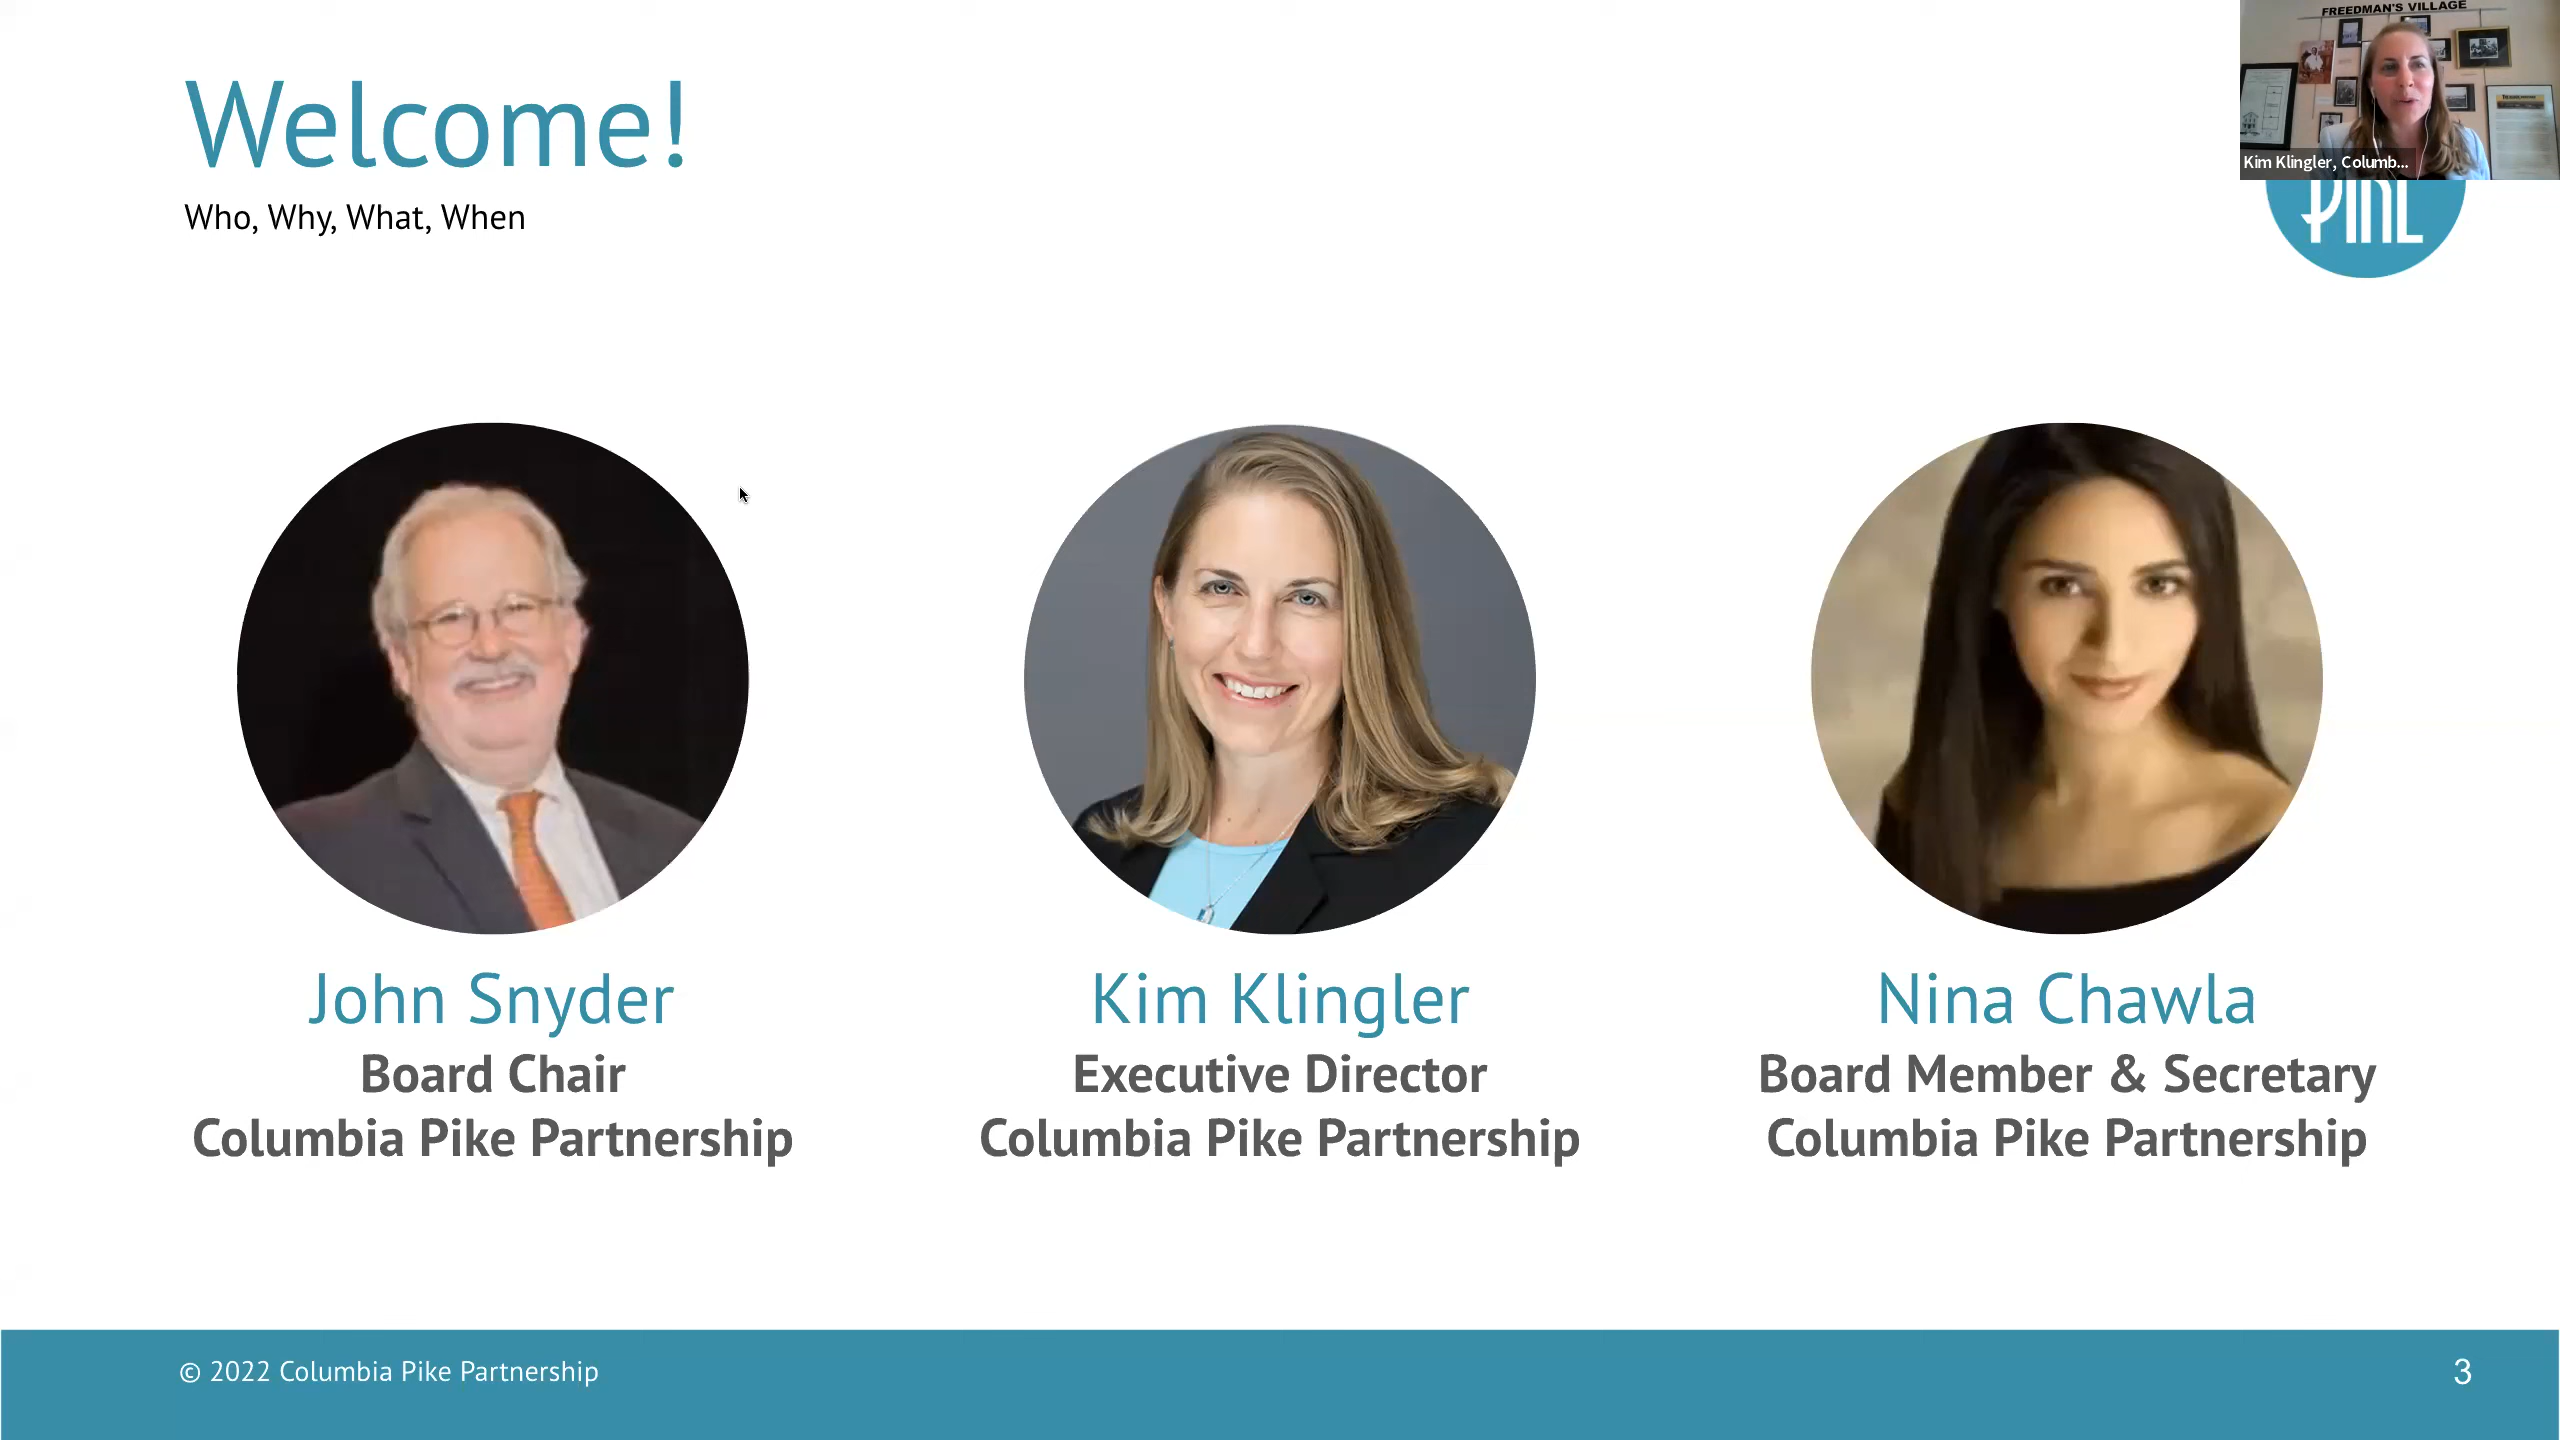 FREEDMAN'S VILLAGE
Welcome!
Kim Klingler, Columb...
Who, Why, What, When
PIKE
John Snyder
Board Chair
Columbia Pike Partnership
Kim Klingler
Executive Director
Columbia Pike Partnership
Nina Chawla
Board Member & Secretary
Columbia Pike Partnership
© 2022 Columbia Pike Partnership
3